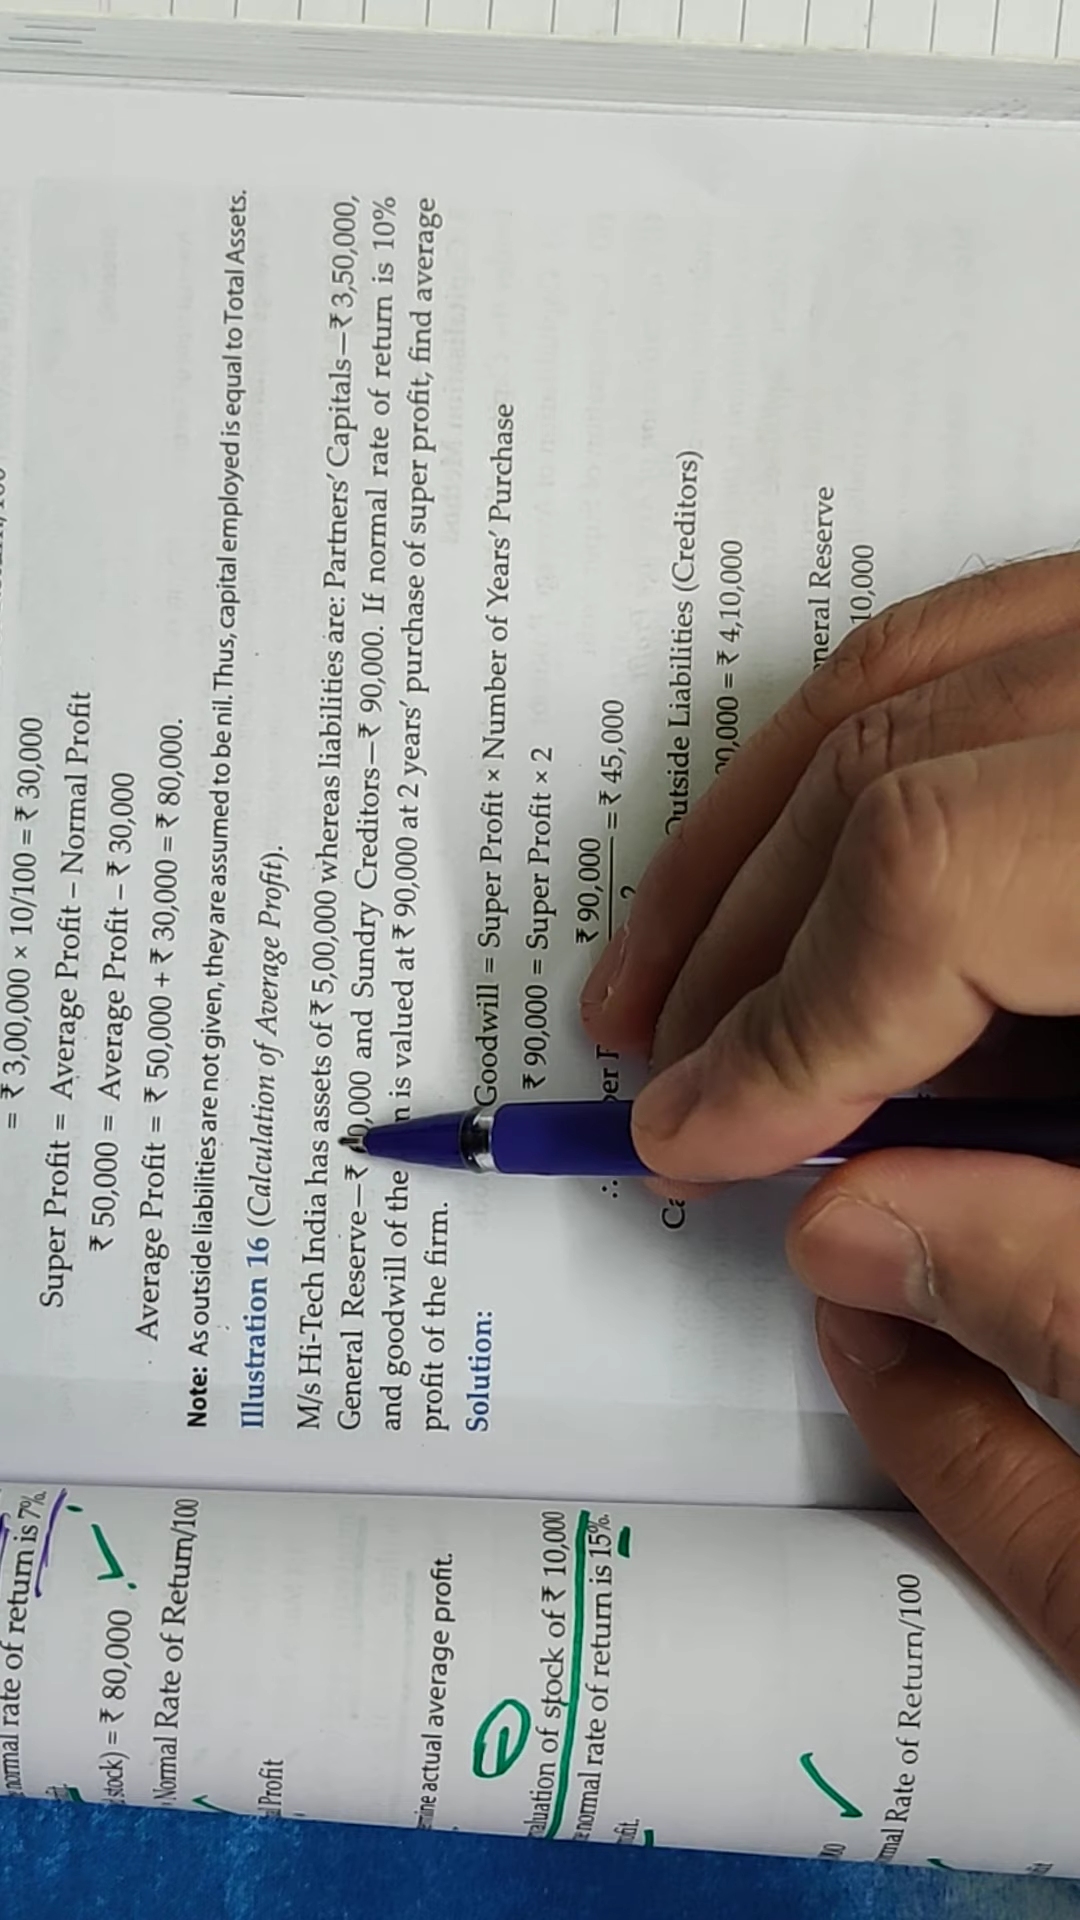 = ₹ 3,00,000 × 10/100 = ₹ 30,000
Super Profit = Average Profit – Normal Profit
₹ 50,000 = Average Profit – ₹ 30,000
Average Profit = ₹ 50,000 + ₹ 30,000 = ₹ 80,000.
Note: As outside liabilities are not given, they are assumed to be nil. Thus, capital employed is equal to Total Assets.
Illustration 16 (Calculation of Average Profit).
M/s Hi-Tech India has assets of ₹ 5,00,000 whereas liabilities are: Partners' Capitals—₹ 3,50,000,
General Reserve—₹ 0,000 and Sundry Creditors—₹ 90,000. If normal rate of return is 10%
and goodwill of the is valued at ₹ 90,000 at 2 years' purchase of super profit, find average
profit of the firm.
Solution:
Goodwill = Super Profit × Number of Years' Purchase
₹ 90,000 = Super Profit × 2
∴ ₹ 90,000
= ₹ 45,000
Outside Liabilities (Creditors)
0,000 = ₹ 4,10,000
neral Reserve
10,000
normal rate of return is 7%.
stock) = ₹ 80,000
Normal Rate of Return/100
Profit
mine actual average profit.
aluation of stock of ₹ 10,000
normal rate of return is 15%.
rmal Rate of Return/100